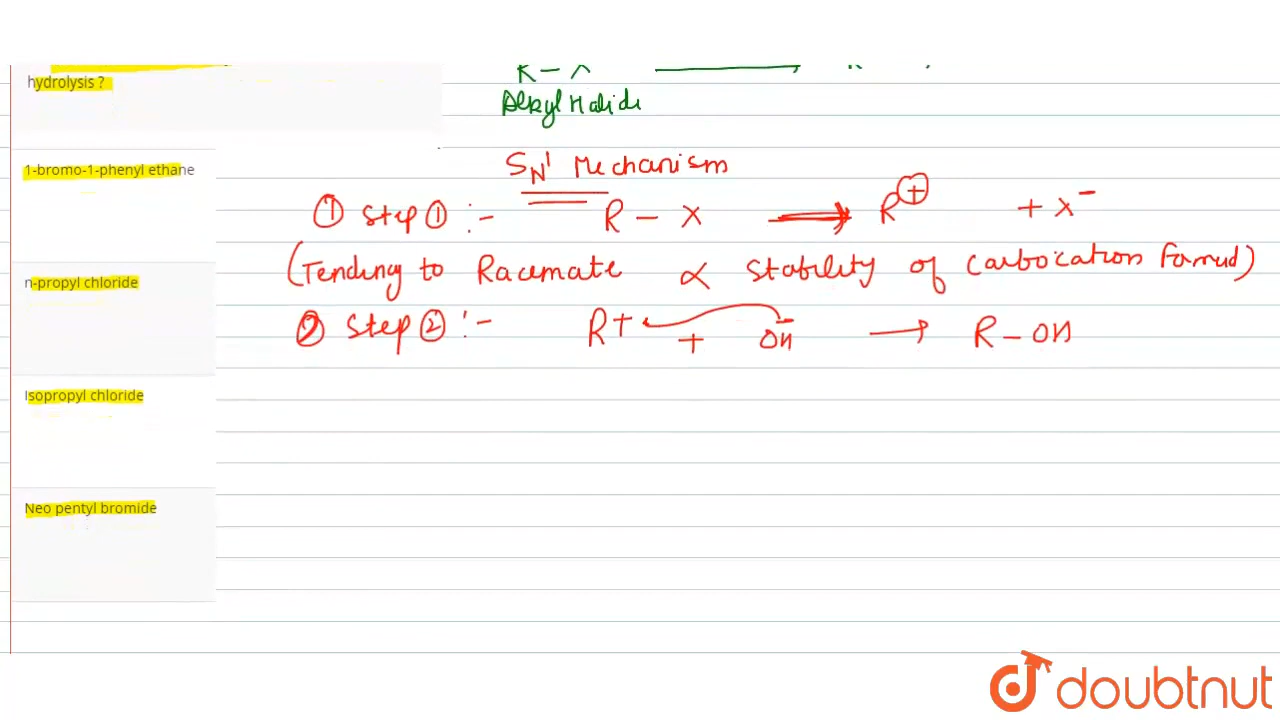 hydrolysis ?
R - X
Alkyl Halide
1-bromo-1-phenyl ethane
n-propyl chloride
Isopropyl chloride
Neo pentyl bromide
SN1 Mechanism
① Step ① :- R - X ⟶ R⊕ + X⁻
(Tendency to Racemate ∝ stability of Carbocation Formed)
② Step ② :- R+ + OH⁻ → R - OH
doubtnut